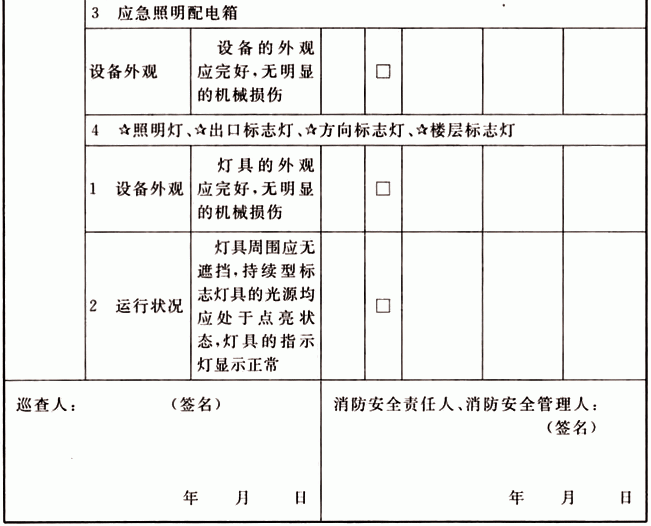 3 应急照明配电箱
设备外观
设备的外观
应完好,无明显
的机械损伤
□
4 ☆照明灯、☆出口标志灯、☆方向标志灯、☆楼层标志灯
1 设备外观
灯具的外观
应完好,无明显
的机械损伤
□
2 运行状况
灯具周围应无
遮挡,持续型标
志灯具的光源均
应处于点亮状
态,灯具的指示
灯显示正常
□
巡查人: (签名)
年 月 日
消防安全责任人、消防安全管理人:
(签名)
年 月 日